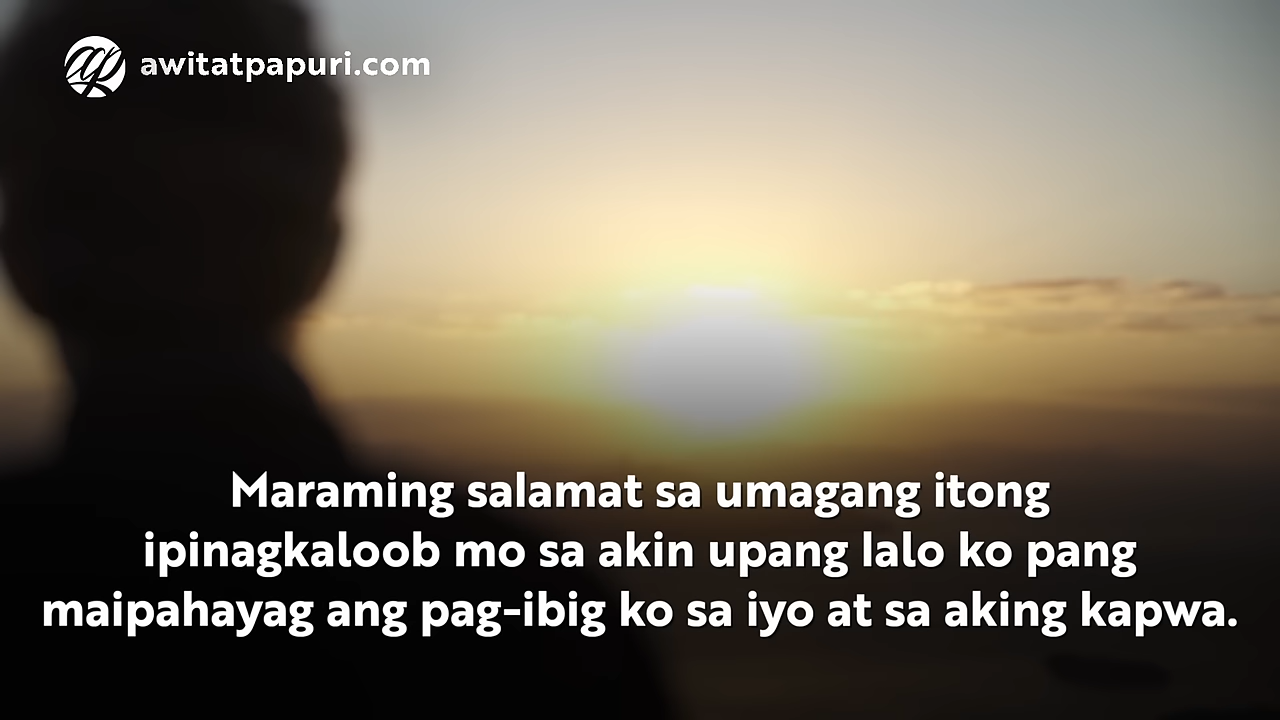 awitatpapuri.com
Maraming salamat sa umagang itong
ipinagkaloob mo sa akin upang lalo ko pang
maipahayag ang pag-ibig ko sa iyo at sa aking kapwa.